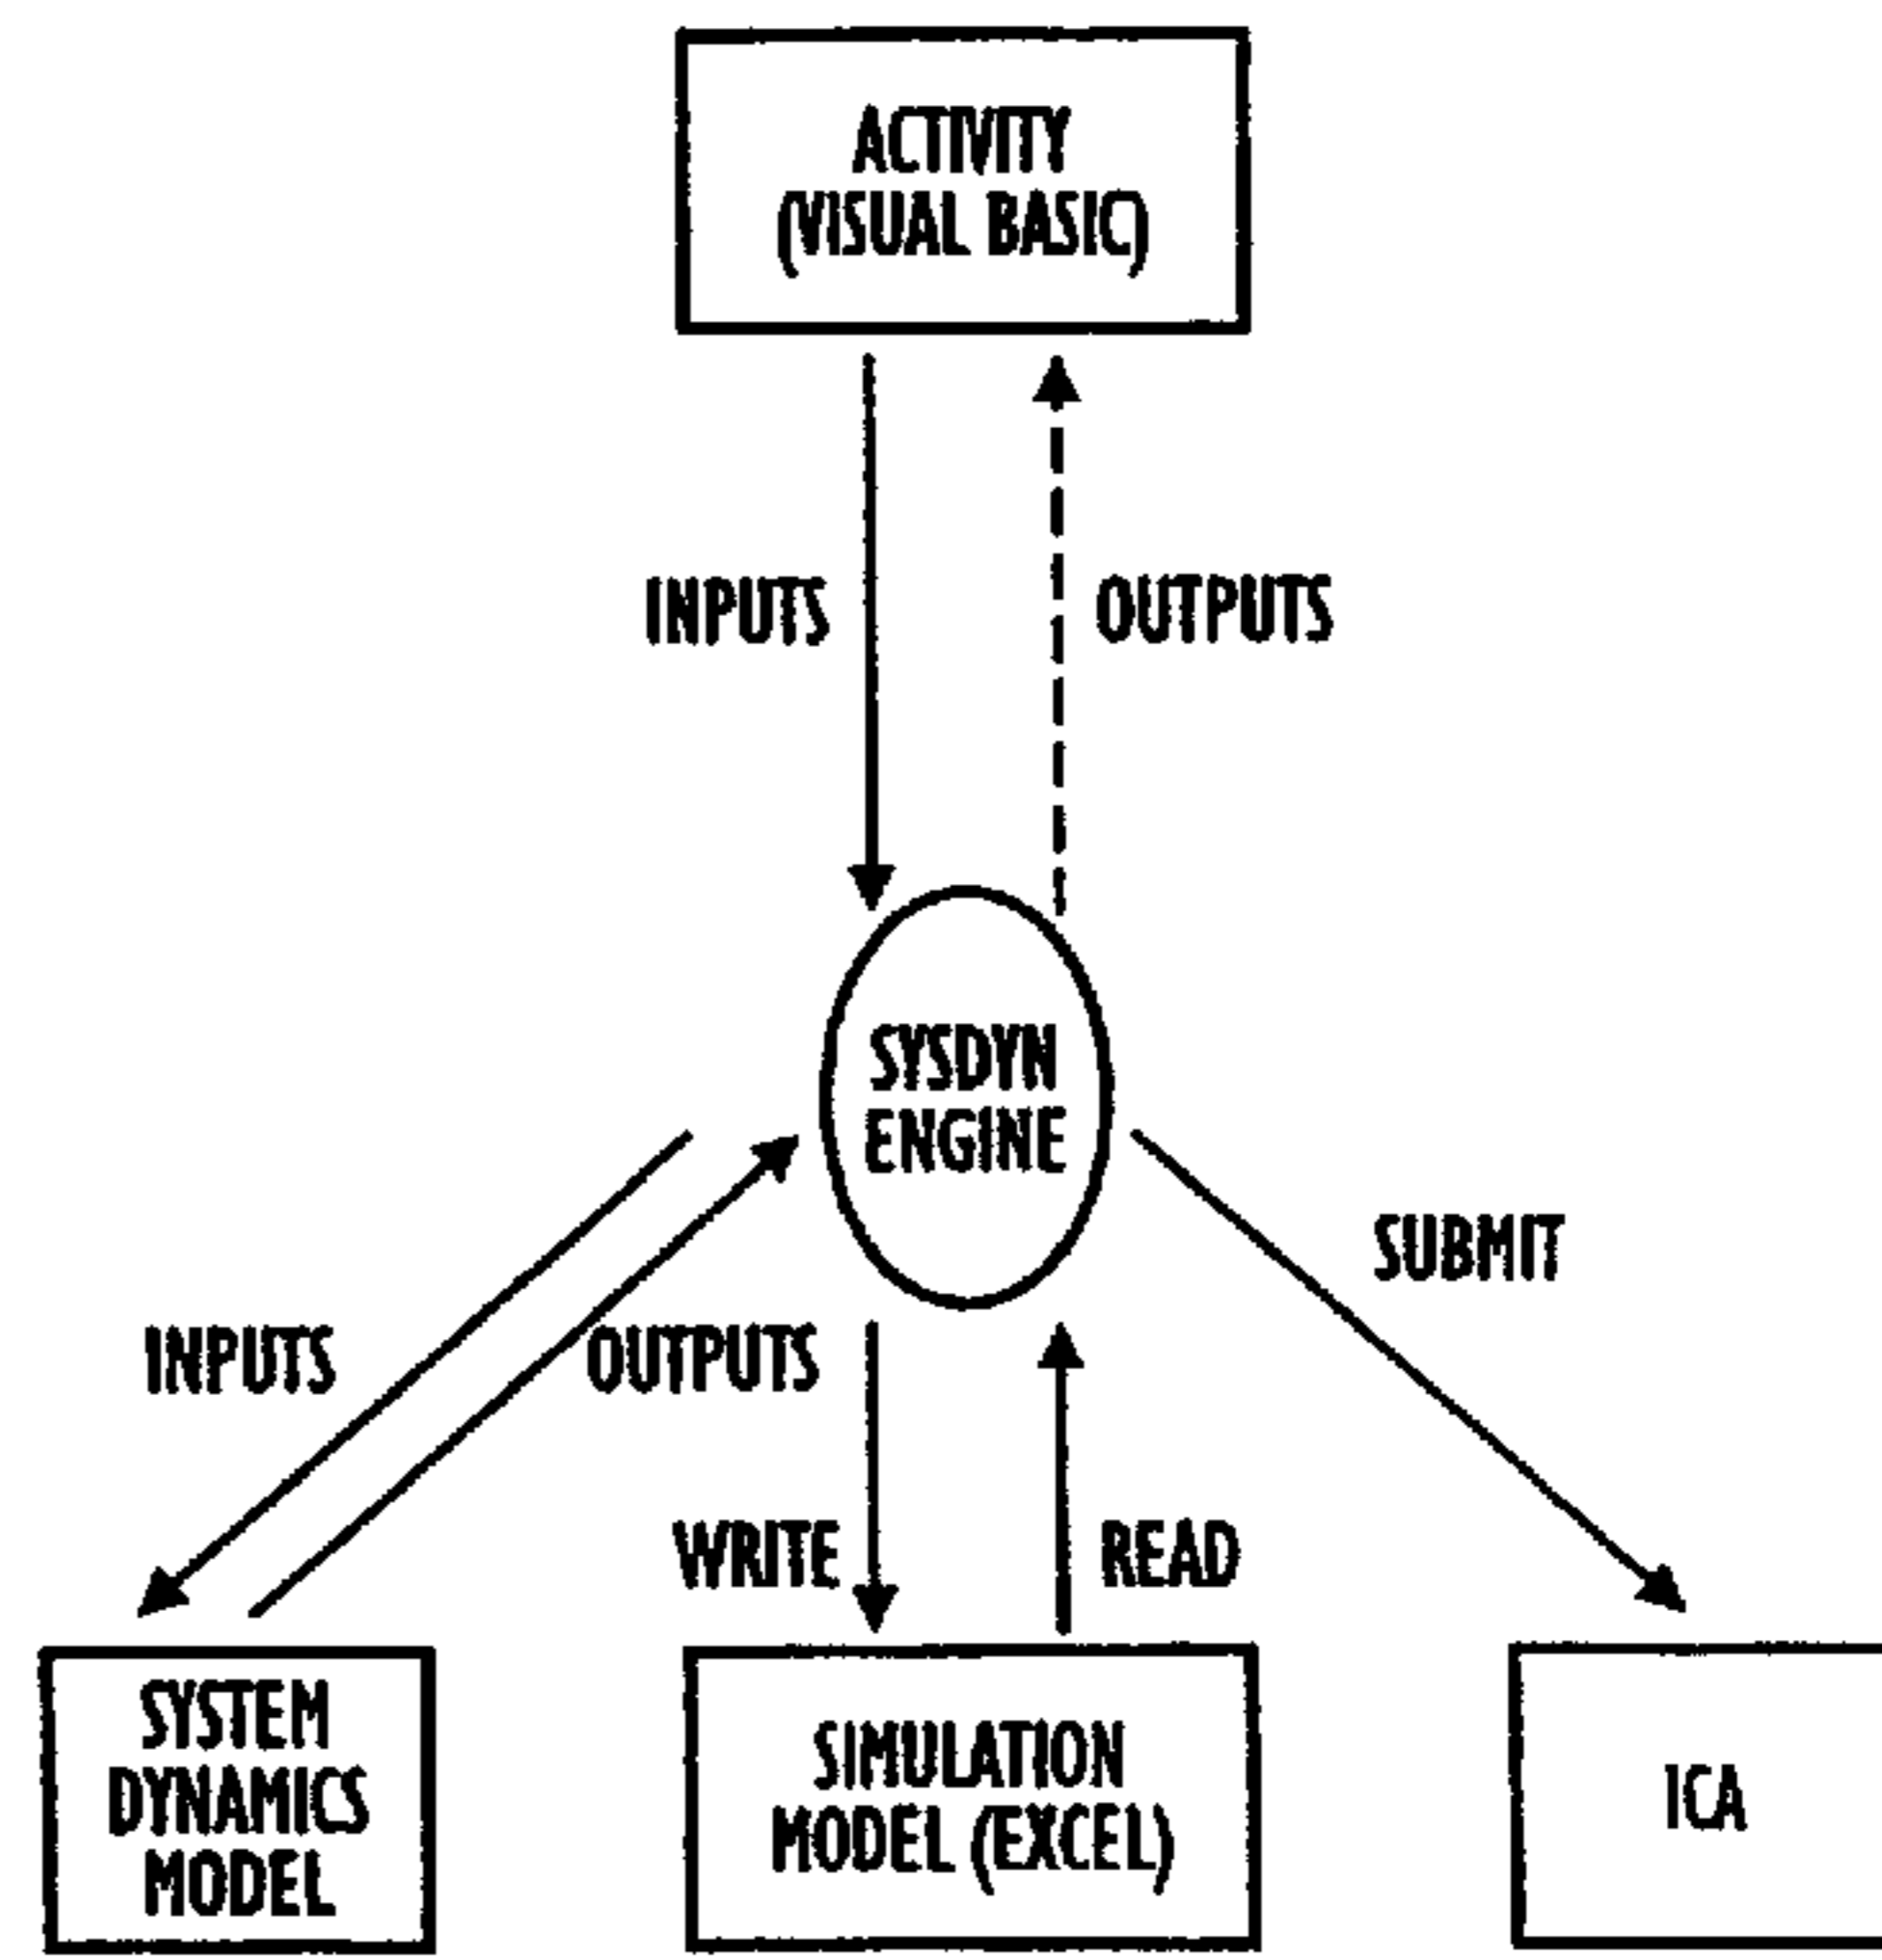 ACTIVITY
(VISUAL BASIC)
INPUTS
OUTPUTS
SYSDYN
ENGINE
SUBMIT
INPUTS
OUTPUTS
WRITE
READ
SYSTEM
DYNAMICS
MODEL
SIMULATION
MODEL (EXCEL)
ICA